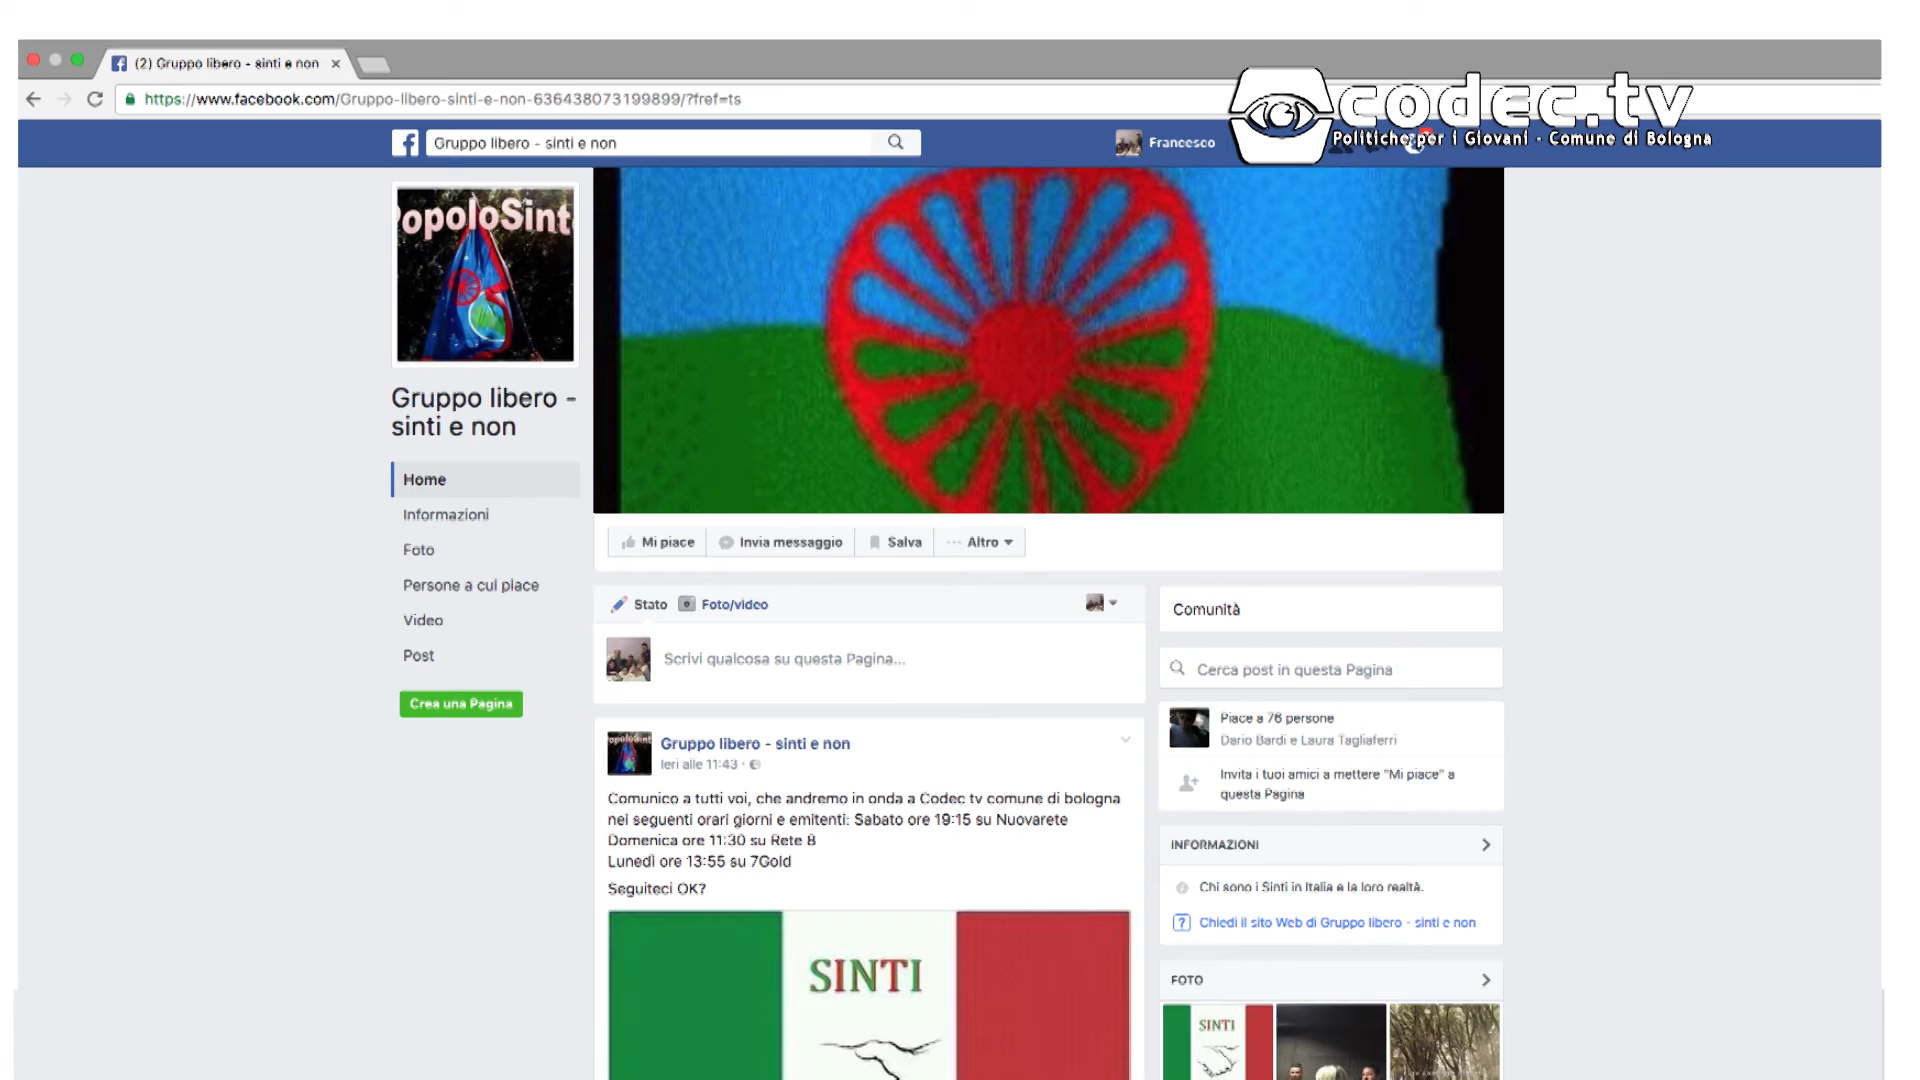 (2) Gruppo libero - sinti e non
https://www.facebook.com/Gruppo-libero-sinti-e-non-636438073199899/?fref=ts
codec.tv
Politiche per i Giovani - Comune di Bologna
Gruppo libero - sinti e non
Francesco
PopoloSint
Gruppo libero -
sinti e non
Home
Informazioni
Foto
Persone a cui piace
Video
Post
Crea una Pagina
Mi piace
Invia messaggio
Salva
Altro
Stato
Foto/video
Scrivi qualcosa su questa Pagina...
Gruppo libero - sinti e non
Ieri alle 11:43
Comunico a tutti voi, che andremo in onda a Codec tv comune di bologna
nei seguenti orari giorni e emitenti: Sabato ore 19:15 su Nuovarete
Domenica ore 11:30 su Rete 8
Lunedì ore 13:55 su 7Gold
Seguiteci OK?
SINTI
Comunità
Cerca post in questa Pagina
Piace a 76 persone
Dario Bardi e Laura Tagliaferri
Invita i tuoi amici a mettere "Mi piace" a
questa Pagina
INFORMAZIONI
Chi sono i Sinti in Italia e la loro realtà.
Chiedi il sito Web di Gruppo libero - sinti e non
FOTO
SINTI